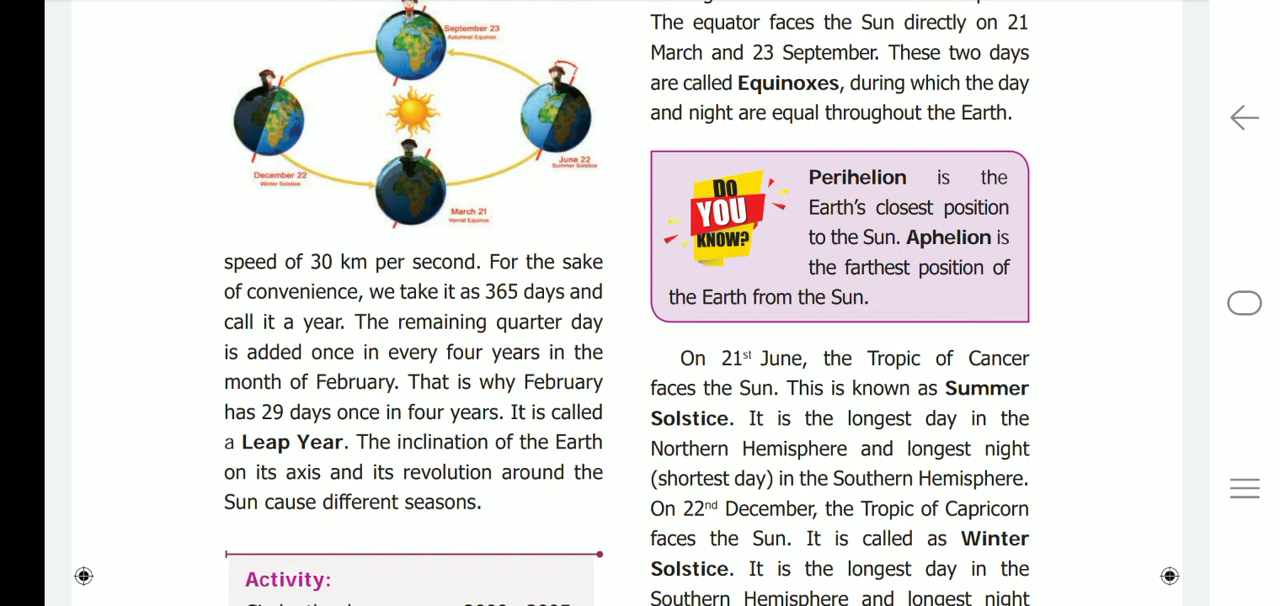 September 23
Autumnal Equinox
June 22
Summer Solstice
December 22
Winter Solstice
March 21
Vernal Equinox
speed of 30 km per second. For the sake
of convenience, we take it as 365 days and
call it a year. The remaining quarter day
is added once in every four years in the
month of February. That is why February
has 29 days once in four years. It is called
a Leap Year. The inclination of the Earth
on its axis and its revolution around the
Sun cause different seasons.
Activity:
The equator faces the Sun directly on 21
March and 23 September. These two days
are called Equinoxes, during which the day
and night are equal throughout the Earth.
DO
YOU
KNOW?
Perihelion is the
Earth's closest position
to the Sun. Aphelion is
the farthest position of
the Earth from the Sun.
On 21st June, the Tropic of Cancer
faces the Sun. This is known as Summer
Solstice. It is the longest day in the
Northern Hemisphere and longest night
(shortest day) in the Southern Hemisphere.
On 22nd December, the Tropic of Capricorn
faces the Sun. It is called as Winter
Solstice. It is the longest day in the
Southern Hemisphere and longest night